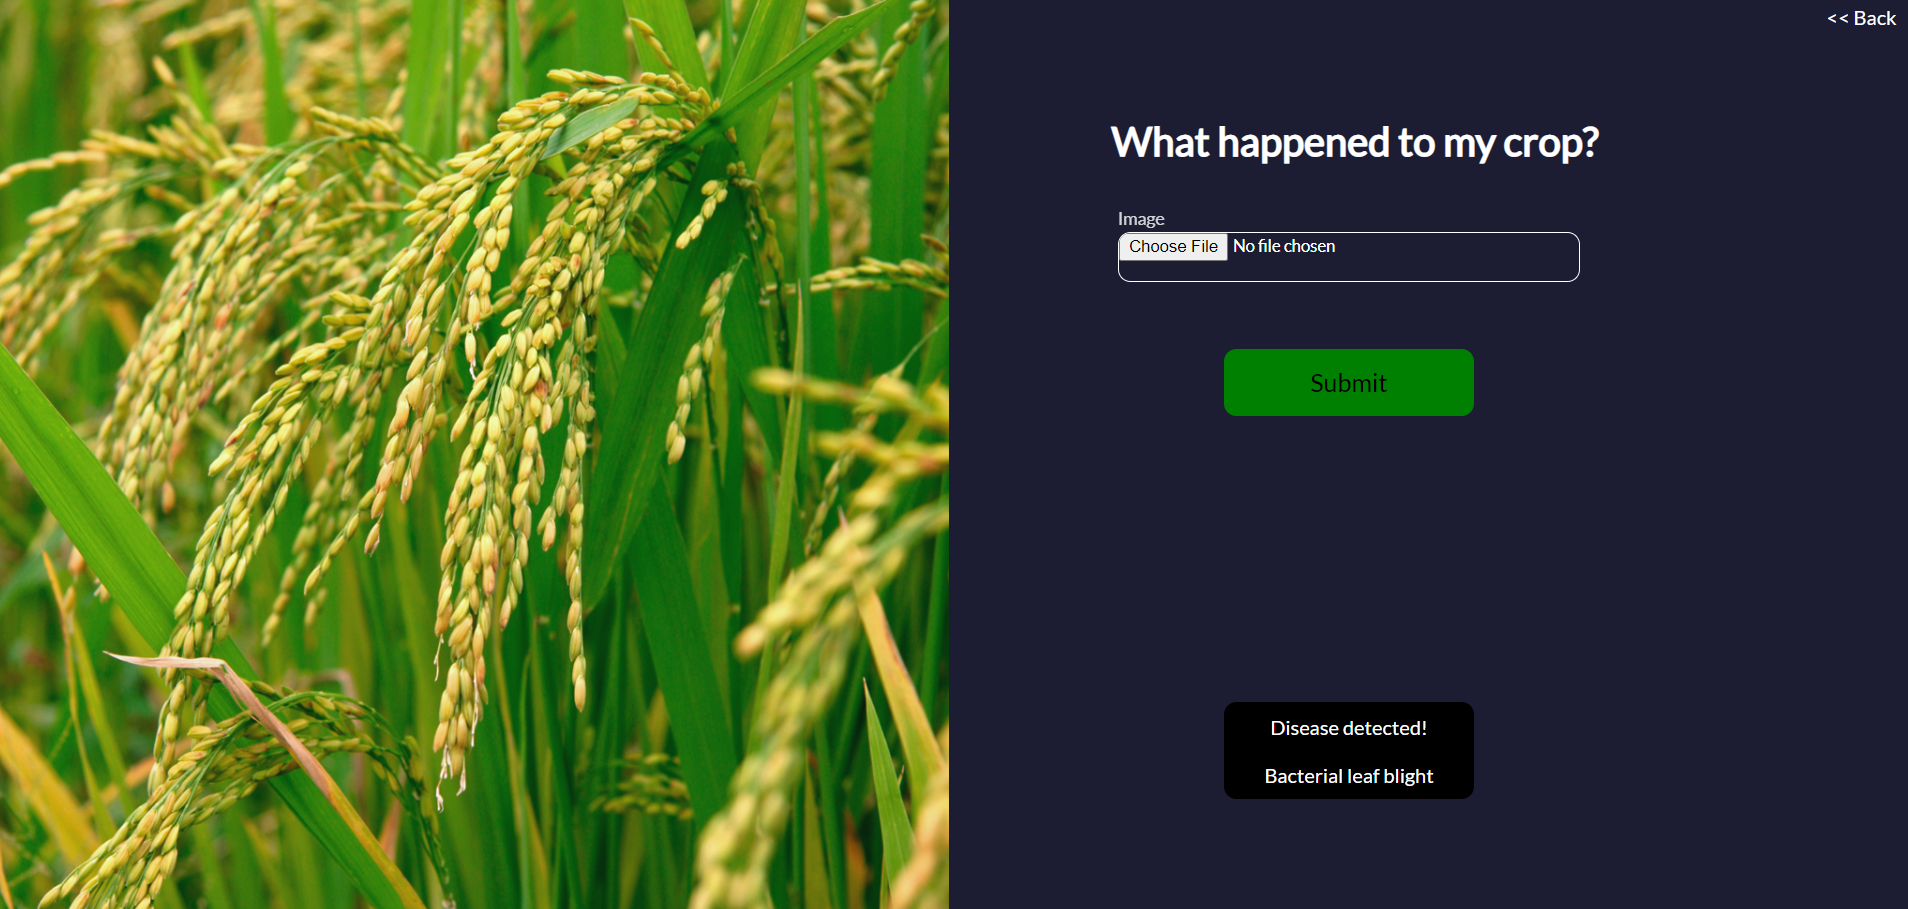 << Back
What happened to my crop?
Image
Choose File No file chosen
Submit
Disease detected!
Bacterial leaf blight